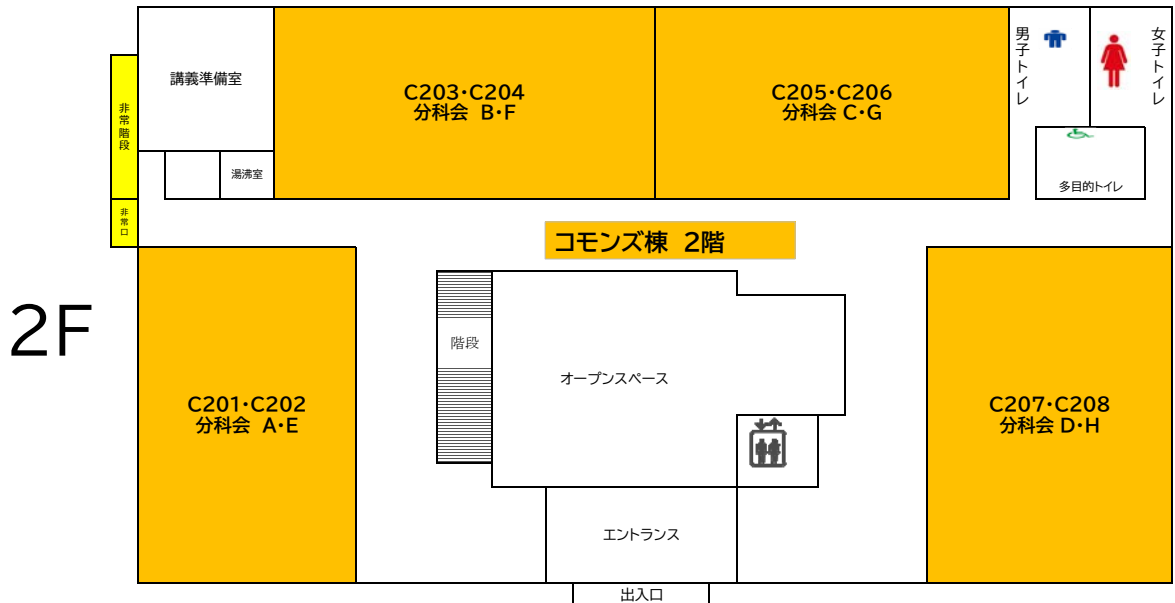 講義準備室
非常階段
湯沸室
非常口
C203・C204
分科会 B・F
C205・C206
分科会 C・G
男子トイレ
女子トイレ
多目的トイレ
コモンズ棟 2階
2F
階段
オープンスペース
C201・C202
分科会 A・E
C207・C208
分科会 D・H
エントランス
出入口